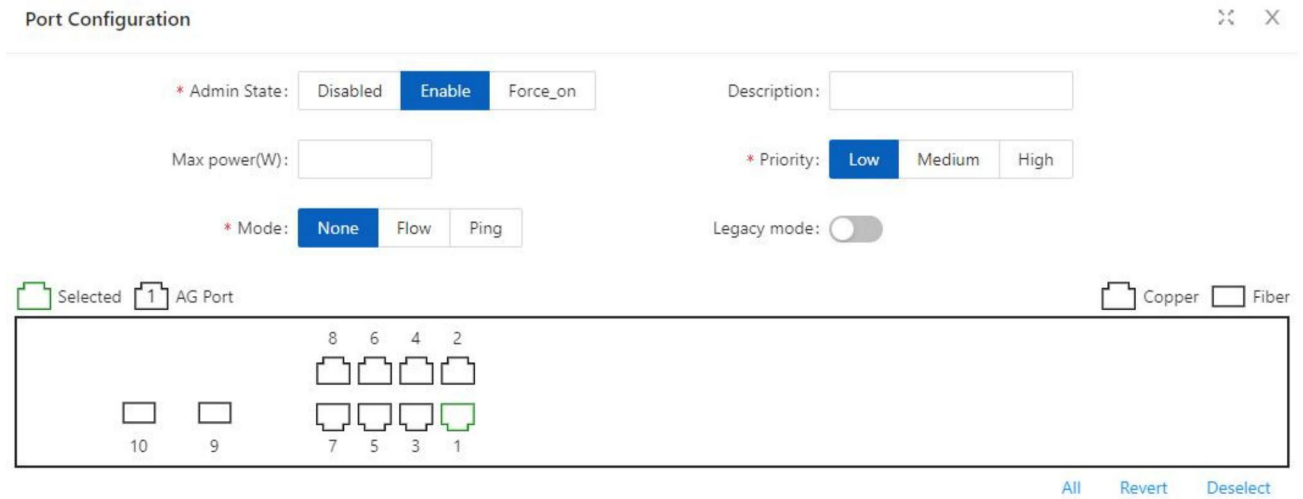 Port Configuration X
* Admin State: Disabled Enable Force_on Description:
Max power(W): * Priority: Low Medium High
* Mode: None Flow Ping Legacy mode:
Selected 1 AG Port Copper Fiber
8 6 4 2
10 9 7 5 3 1
All Revert Deselect